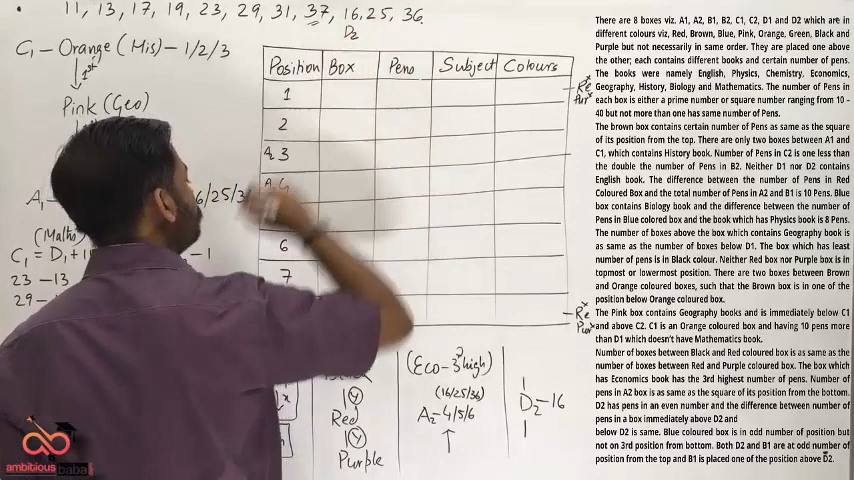 11, 13, 17, 19, 23, 29, 31, 37, 16, 25, 36.
D2
C1 - Orange (His) - 1/2/3
1st
Pink (Geo)
A1
6/25/3
(Maths)
C1 = D1 + 1
- 1
23 - 13
29 -
Position Box Pens Subject Colours
1
2
A2 3
A2 4
6
7
Re x
Pur x
Re x
Pur x
Y
Red
Y
Purple
(Eco - 3rd high)
(16/25/36)
A2 - 4/5/6
D2 - 16
There are 8 boxes viz. A1, A2, B1, B2, C1, C2, D1 and D2 which are in
different colours viz, Red, Brown, Blue, Pink, Orange, Green, Black and
Purple but not necessarily in same order. They are placed one above
the other; each contains different books and certain number of pens.
The books were namely English, Physics, Chemistry, Economics,
Geography, History, Biology and Mathematics. The number of Pens in
each box is either a prime number or square number ranging from 10 –
40 but not more than one has same number of Pens.
The brown box contains certain number of Pens as same as the square
of its position from the top. There are only two boxes between A1 and
C1, which contains History book. Number of Pens in C2 is one less than
the double the number of Pens in B2. Neither D1 nor D2 contains
English book. The difference between the number of Pens in Red
Coloured Box and the total number of Pens in A2 and B1 is 10 Pens. Blue
box contains Biology book and the difference between the number of
Pens in Blue colored box and the book which has Physics book is 8 Pens.
The number of boxes above the box which contains Geography book is
as same as the number of boxes below D1. The box which has least
number of pens is in Black colour. Neither Red box nor Purple box is in
topmost or lowermost position. There are two boxes between Brown
and Orange coloured boxes, such that the Brown box is in one of the
position below Orange coloured box.
The Pink box contains Geography books and is immediately below C1
and above C2. C1 is an Orange coloured box and having 10 pens more
than D1 which doesn't have Mathematics book.
Number of boxes between Black and Red coloured box is as same as the
number of boxes between Red and Purple coloured box. The box which
has Economics book has the 3rd highest number of pens. Number of
pens in A2 box is as same as the square of its position from the bottom.
D2 has pens in an even number and the difference between number of
pens in a box immediately above D2 and
below D2 is same. Blue coloured box is in odd number of position but
not on 3rd position from bottom. Both D2 and B1 are at odd number of
position from the top and B1 is placed one of the position above D2.
ambitious
baba